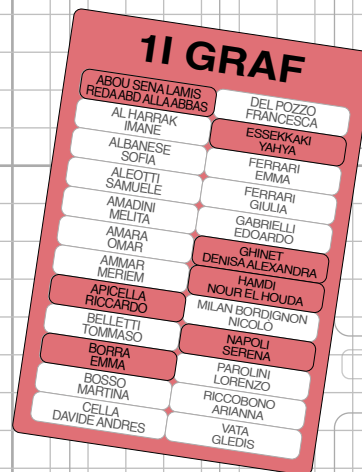 1I GRAF
ABOU SENA LAMIS
REDA ABD ALLA ABBAS
AL HARRAK
IMANE
ALBANESE
SOFIA
ALEOTTI
SAMUELE
AMADINI
MELITA
AMARA
OMAR
AMMAR
MERIEM
APICELLA
RICCARDO
BELLETTI
TOMMASO
BORRA
EMMA
BOSSO
MARTINA
CELLA
DAVIDE ANDRES
DEL POZZO
FRANCESCA
ESSEKKAKI
YAHYA
FERRARI
EMMA
FERRARI
GIULIA
GABRIELLI
EDOARDO
GHINET
DENISA ALEXANDRA
HAMDI
NOUR EL HOUDA
MILAN BORDIGNON
NICOLÒ
NAPOLI
SERENA
PAROLINI
LORENZO
RICCOBONO
ARIANNA
VATA
GLEDIS